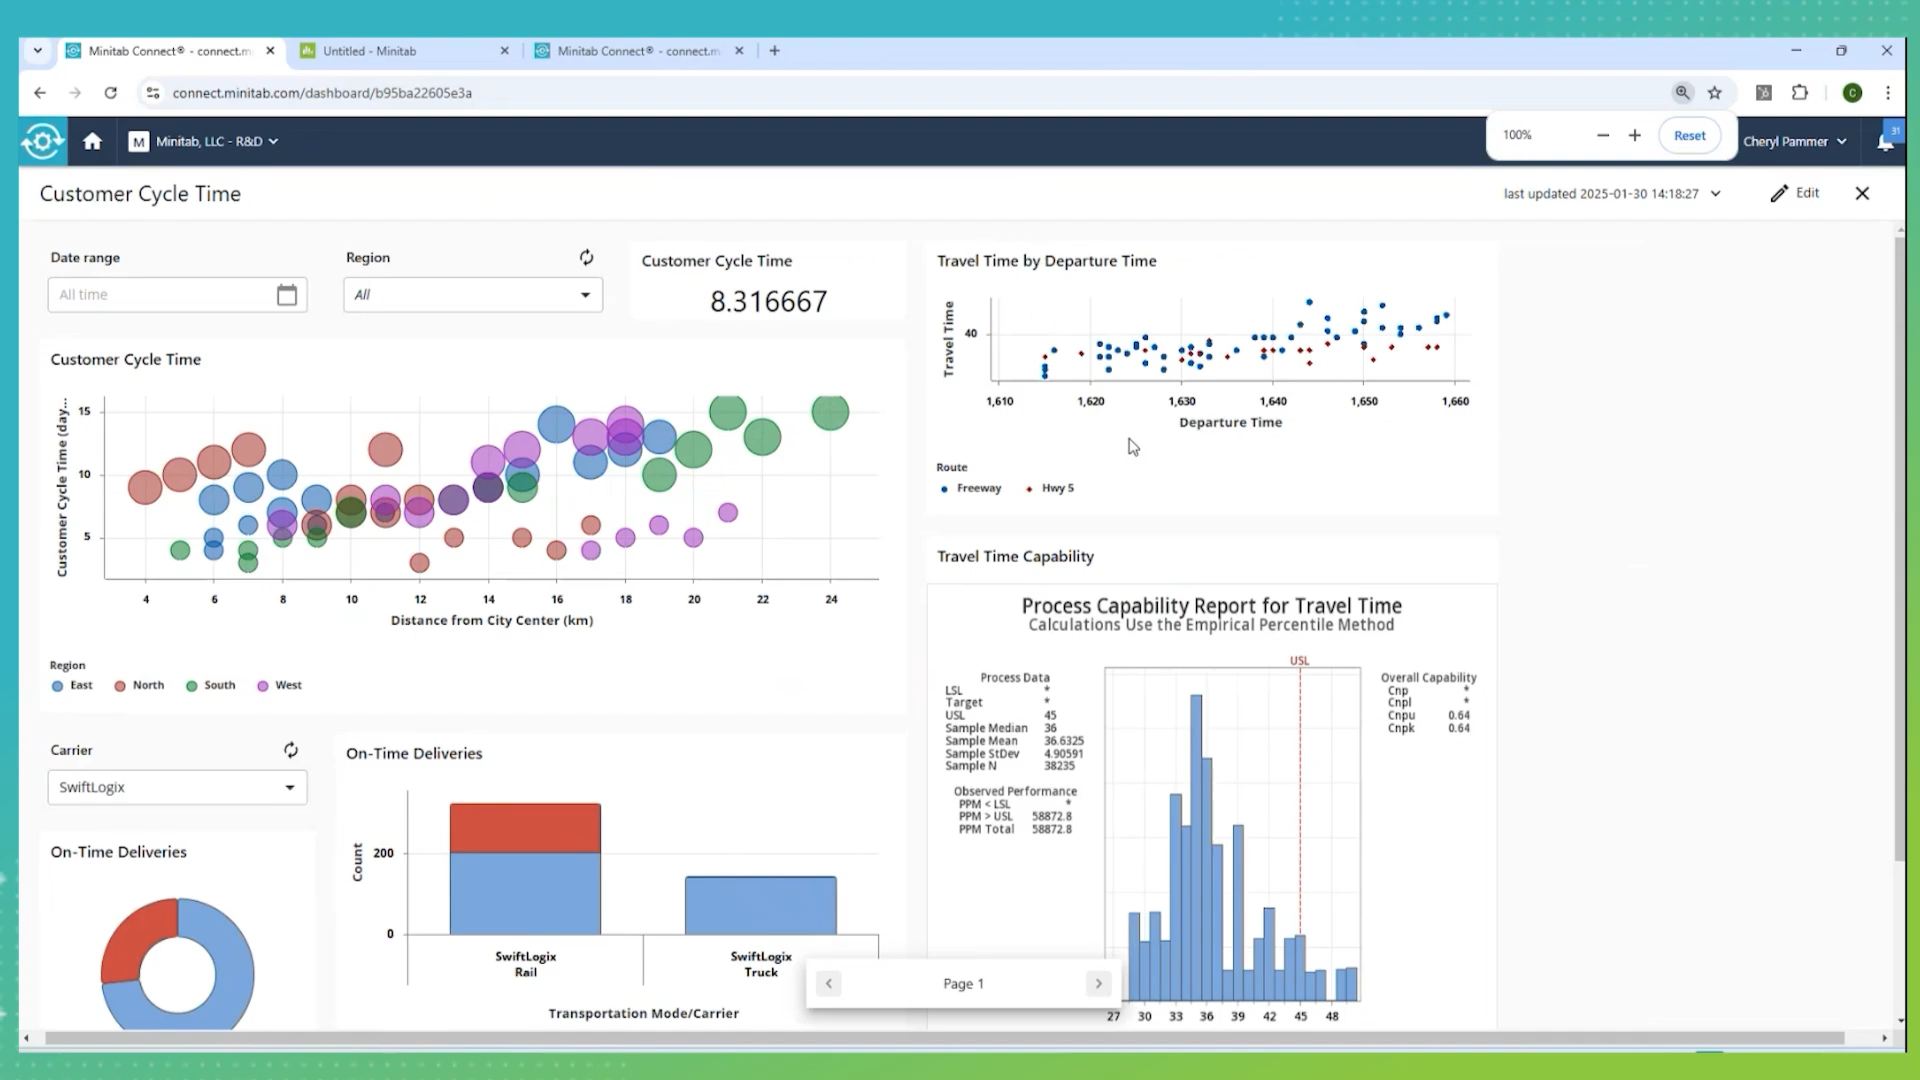 Minitab Connect® - connect.m
Untitled - Minitab
Minitab Connect® - connect.m
connect.minitab.com/dashboard/b95ba22605e3a
C
M Minitab, LLC - R&D
100%
Reset
Cheryl Pammer
31
Customer Cycle Time
last updated 2025-01-30 14:18:27
Edit
Date range
All time
Region
All
Customer Cycle Time
8.316667
Customer Cycle Time
Customer Cycle Time (day...
15
10
5
4 6 8 10 12 14 16 18 20 22 24
Distance from City Center (km)
Region
East North South West
Carrier
SwiftLogix
On-Time Deliveries
On-Time Deliveries
Count
200
0
SwiftLogix
Rail
SwiftLogix
Truck
Transportation Mode/Carrier
Travel Time by Departure Time
Travel Time
40
1,610 1,620 1,630 1,640 1,650 1,660
Departure Time
Route
Freeway Hwy 5
Travel Time Capability
Process Capability Report for Travel Time
Calculations Use the Empirical Percentile Method
Process Data
LSL *
Target *
USL 45
Sample Median 36
Sample Mean 36.6325
Sample StDev 4.90591
Sample N 38235
Observed Performance
PPM < LSL *
PPM > USL 58872.8
PPM Total 58872.8
USL
Overall Capability
Cnp *
Cnpl *
Cnpu 0.64
Cnpk 0.64
27 30 33 36 39 42 45 48
Page 1